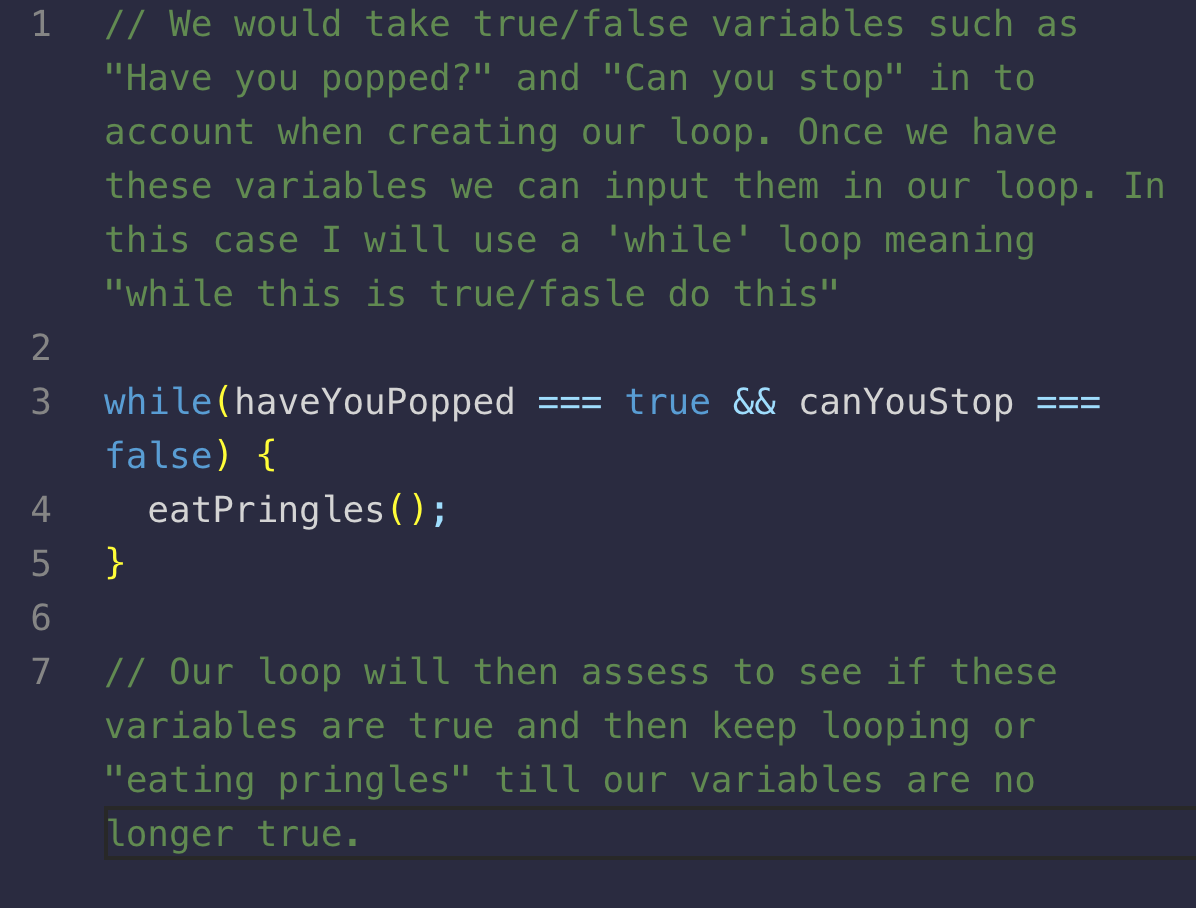 1 // We would take true/false variables such as
"Have you popped?" and "Can you stop" in to
account when creating our loop. Once we have
these variables we can input them in our loop. In
this case I will use a 'while' loop meaning
"while this is true/fasle do this"
2
3 while(haveYouPopped === true && canYouStop ===
false) {
4 eatPringles();
5 }
6
7 // Our loop will then assess to see if these
variables are true and then keep looping or
"eating pringles" till our variables are no
longer true.